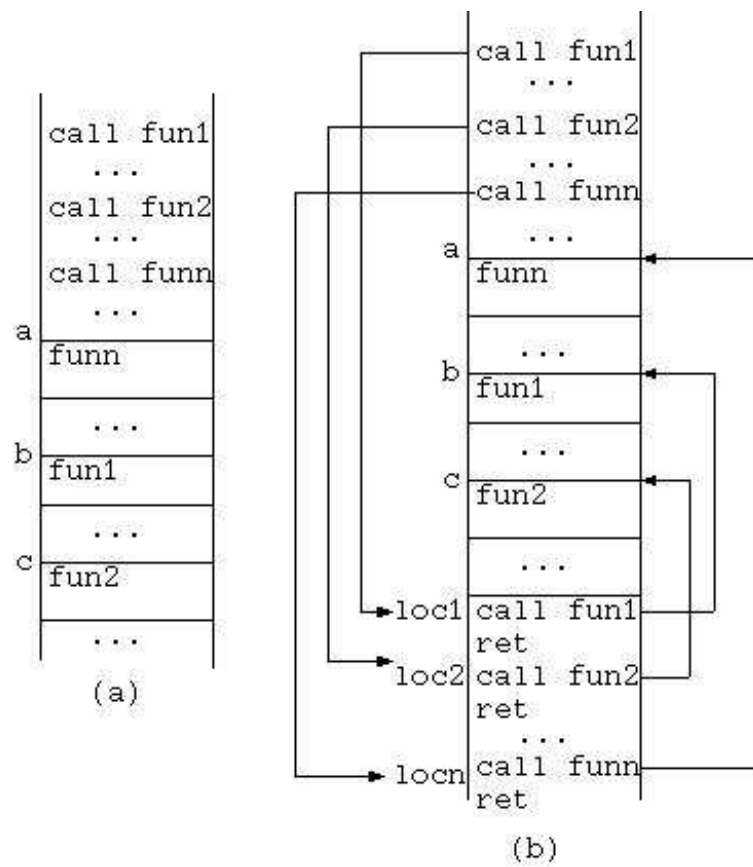 call fun1
...
call fun2
...
call funn
...
a
funn
...
b
fun1
...
c
fun2
...
(a)
call fun1
...
call fun2
...
call funn
...
a
funn
...
b
fun1
...
c
fun2
...
loc1 call fun1
ret
loc2 call fun2
ret
...
locn call funn
ret
(b)